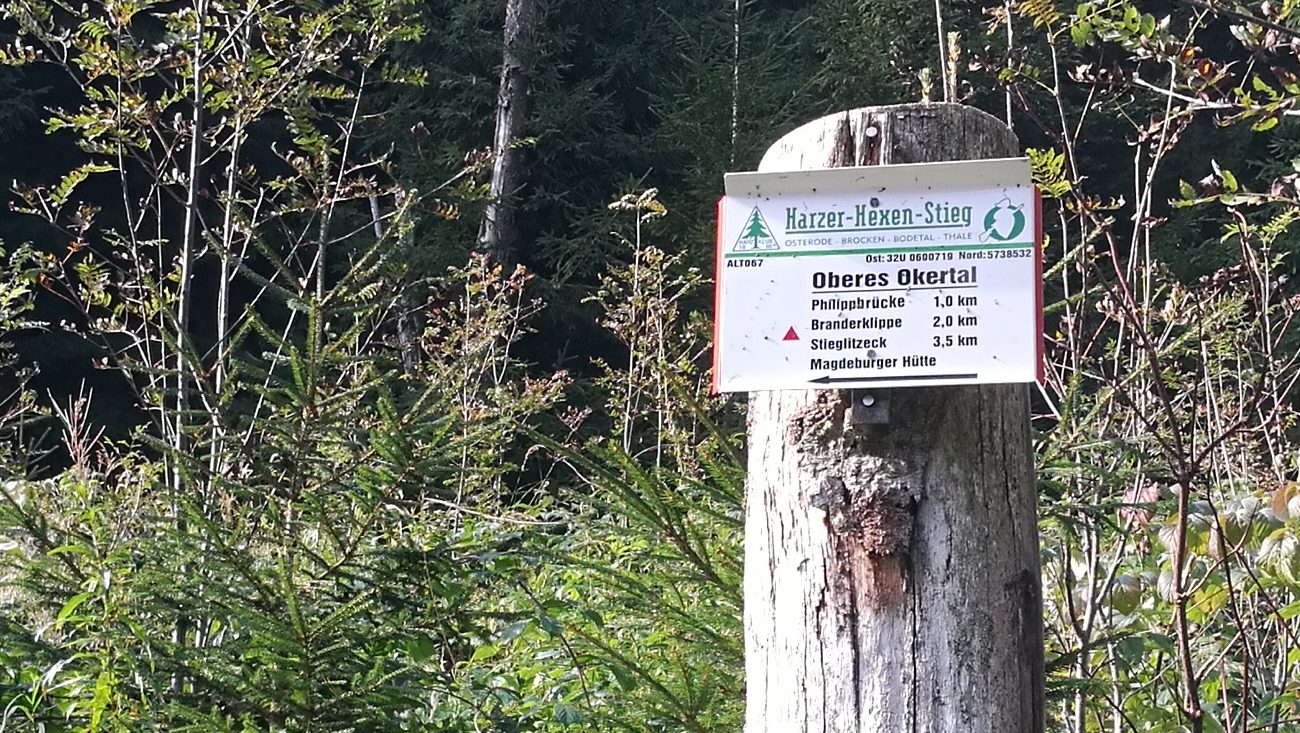 Harzer-Hexen-Stieg
OSTERODE - BROCKEN - BODETAL - THALE
HARZKLUB
ALT067 Ost: 32U 0600719 Nord: 5738532
Oberes Okertal
Philippbrücke 1,0 km
Branderklippe 2,0 km
Stieglitzeck 3,5 km
Magdeburger Hütte